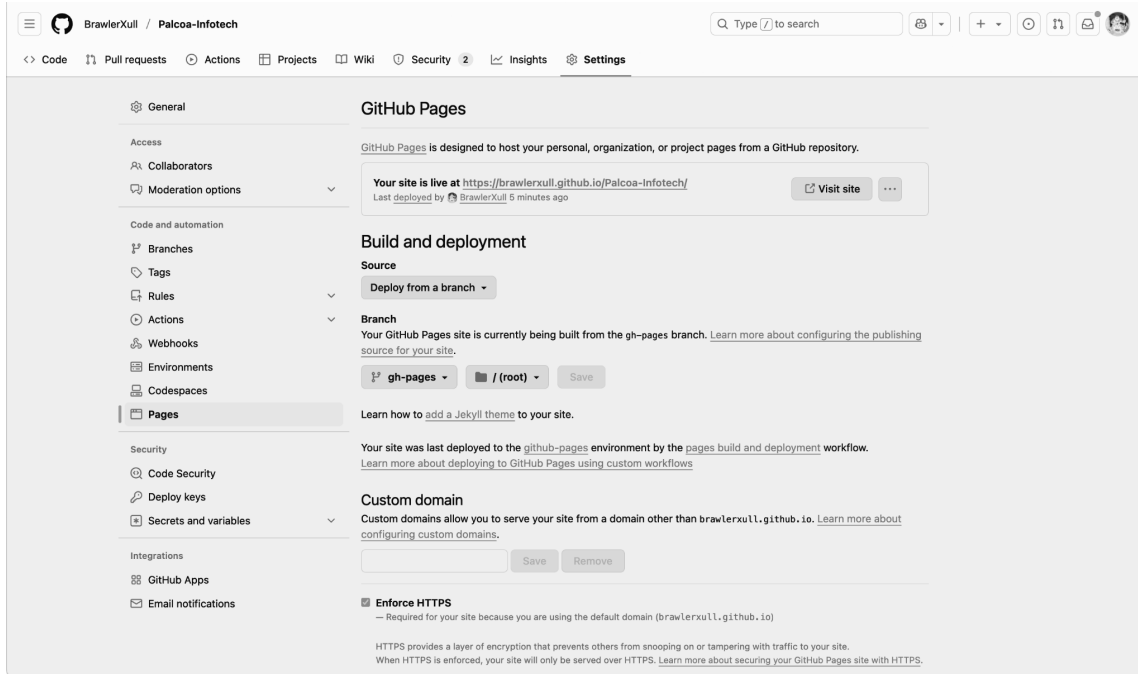 BrawlerXull / Palcoa-Infotech
Type / to search
Code
Pull requests
Actions
Projects
Wiki
Security 2
Insights
Settings
General
Access
Collaborators
Moderation options
Code and automation
Branches
Tags
Rules
Actions
Webhooks
Environments
Codespaces
Pages
Security
Code Security
Deploy keys
Secrets and variables
Integrations
GitHub Apps
Email notifications
GitHub Pages
GitHub Pages is designed to host your personal, organization, or project pages from a GitHub repository.
Your site is live at https://brawlerxull.github.io/Palcoa-Infotech/
Last deployed by BrawlerXull 5 minutes ago
Visit site
Build and deployment
Source
Deploy from a branch
Branch
Your GitHub Pages site is currently being built from the gh-pages branch. Learn more about configuring the publishing
source for your site.
gh-pages / (root) Save
Learn how to add a Jekyll theme to your site.
Your site was last deployed to the github-pages environment by the pages build and deployment workflow.
Learn more about deploying to GitHub Pages using custom workflows
Custom domain
Custom domains allow you to serve your site from a domain other than brawlerxull.github.io. Learn more about
configuring custom domains.
Save Remove
Enforce HTTPS
— Required for your site because you are using the default domain (brawlerxull.github.io)
HTTPS provides a layer of encryption that prevents others from snooping on or tampering with traffic to your site.
When HTTPS is enforced, your site will only be served over HTTPS. Learn more about securing your GitHub Pages site with HTTPS.